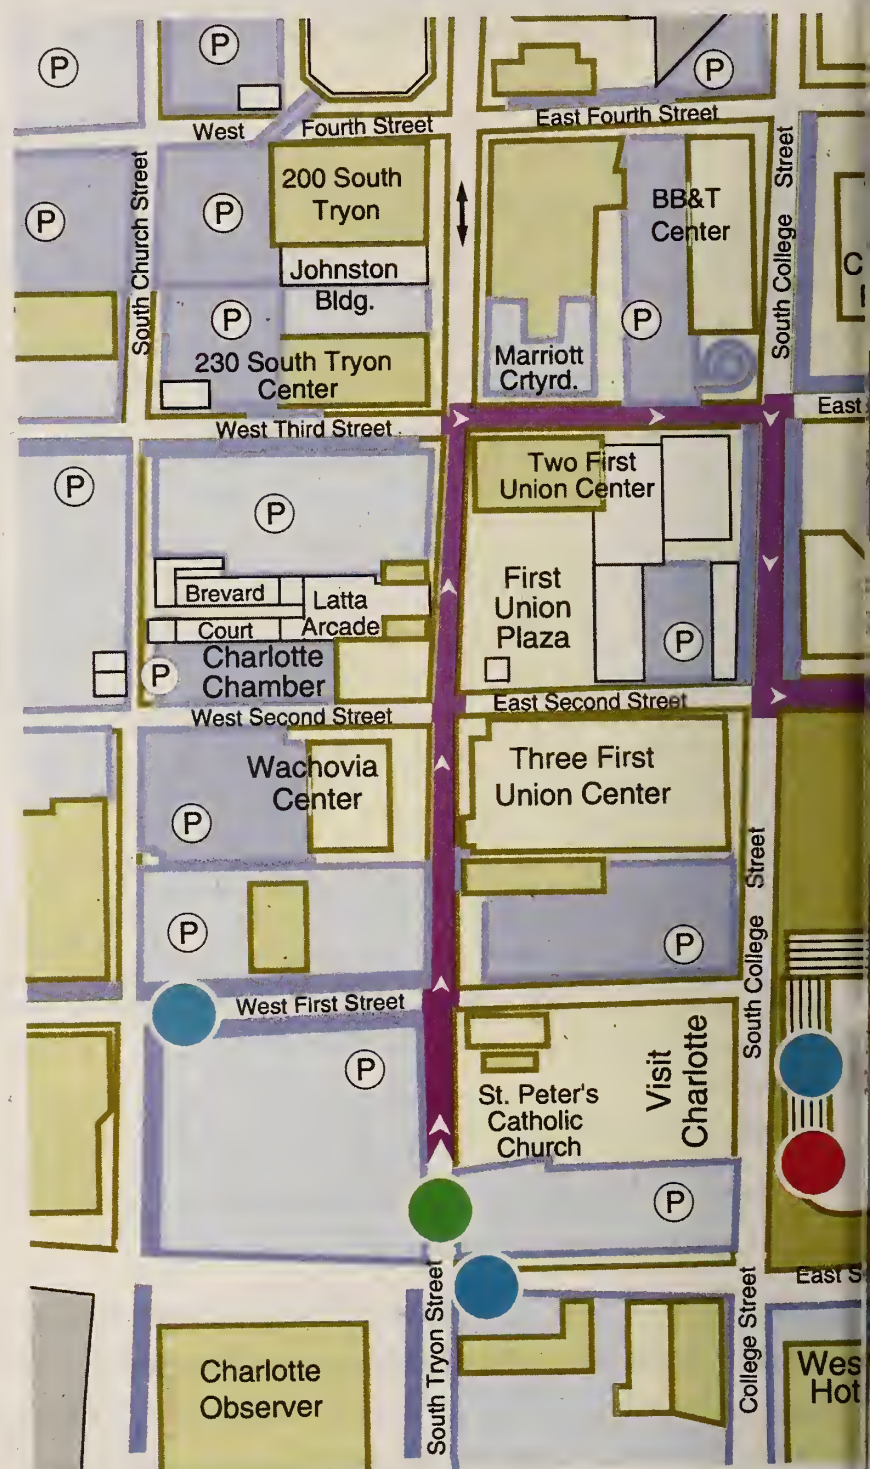 P
P
P
West Fourth Street
East Fourth Street
South Church Street
P
P
200 South
Tryon
Johnston
Bldg.
P
230 South Tryon
Center
BB&T
Center
P
Marriott
Crtyrd.
South College Street
C
West Third Street
East
P
P
Two First
Union Center
Brevard
Court
Latta
Arcade
First
Union
Plaza
P
P
Charlotte
Chamber
West Second Street
East Second Street
Wachovia
Center
P
Three First
Union Center
P
P
South College Street
West First Street
P
St. Peter's
Catholic
Church
Visit
Charlotte
P
South Tryon Street
College Street
East S
Charlotte
Observer
Wes
Hot